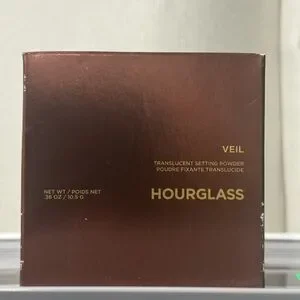 VEIL
TRANSLUCENT SETTING POWDER
POUDRE FIXANTE TRANSLUCIDE
NET WT / POIDS NET
.36 OZ / 10.5 G
HOURGLASS